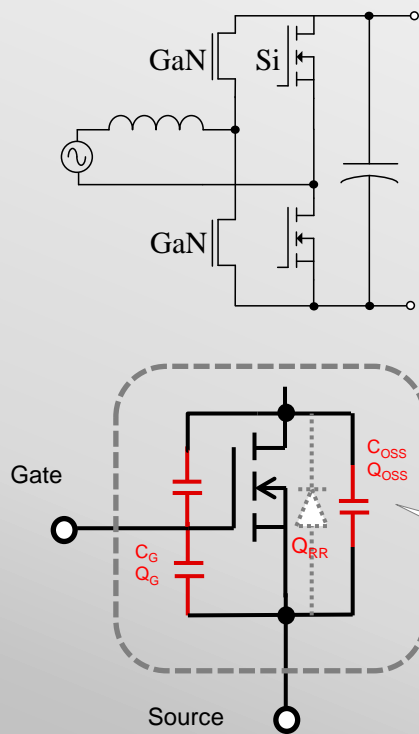 GaN
Si
GaN
Gate
C_OSS
Q_OSS
Q_RR
C_G
Q_G
Source